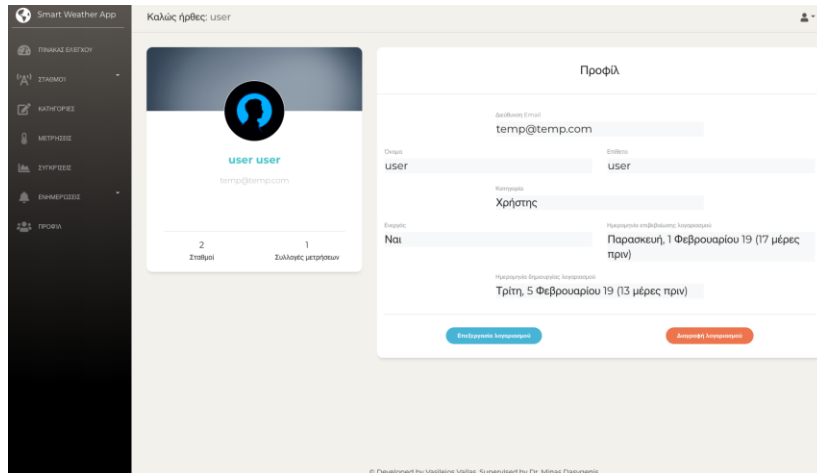 Smart Weather App
Καλώς ήρθες: user
ΠΙΝΑΚΑΣ ΕΛΕΓΧΟΥ
ΣΤΑΘΜΟΙ
ΚΑΤΗΓΟΡΙΕΣ
ΜΕΤΡΗΣΕΙΣ
ΣΥΓΚΡΙΣΕΙΣ
ΕΝΗΜΕΡΩΣΕΙΣ
ΠΡΟΦΙΛ
user user
temp@temp.com
2
Σταθμοί
1
Συλλογές μετρήσεων
Προφίλ
Διεύθυνση Email
temp@temp.com
Όνομα
user
Επίθετο
user
Κατηγορία
Χρήστης
Ενεργός
Ναι
Ημερομηνία επιβεβαίωσης λογαριασμού
Παρασκευή, 1 Φεβρουαρίου 19 (17 μέρες
πριν)
Ημερομηνία δημιουργίας λογαριασμού
Τρίτη, 5 Φεβρουαρίου 19 (13 μέρες πριν)
Επεξεργασία λογαριασμού
Διαγραφή λογαριασμού
© Developed by Vasileios Vallas, Supervised by Dr. Minas Dasygenis